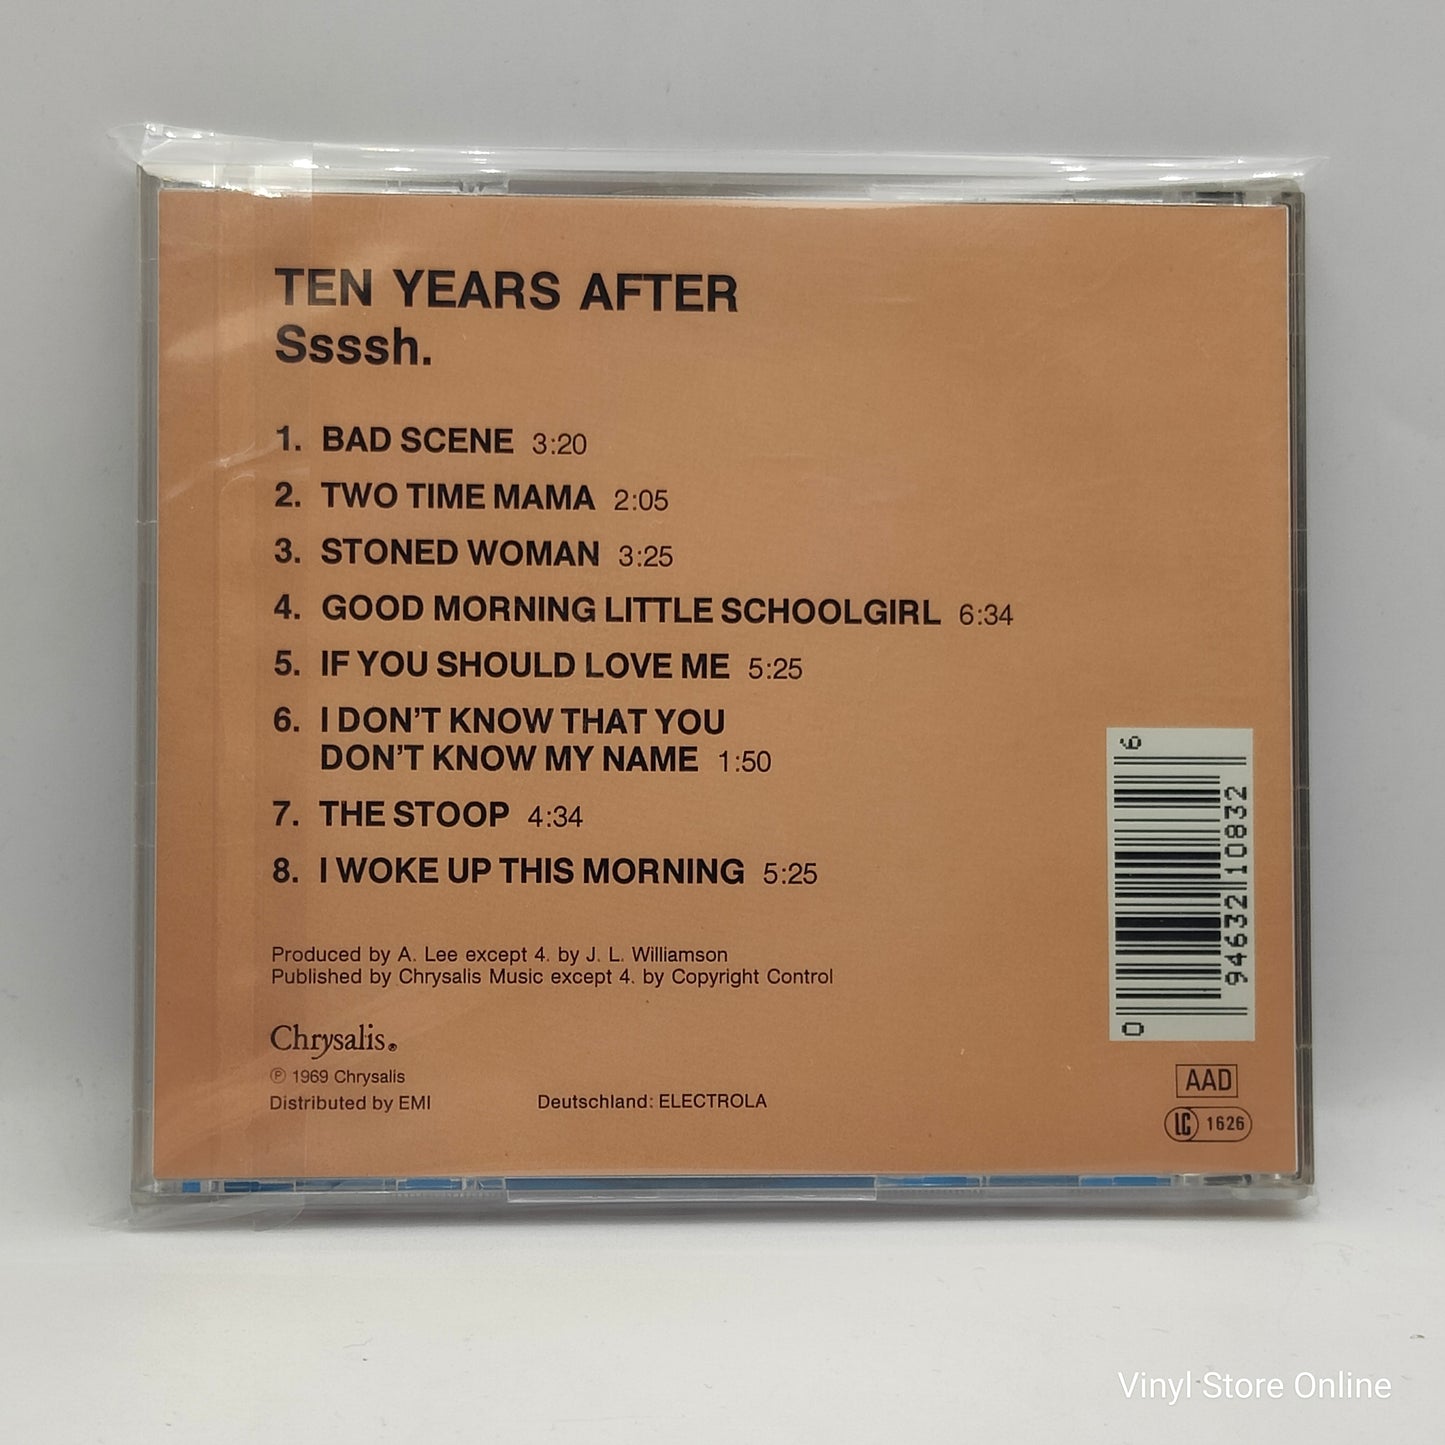 TEN YEARS AFTER
Ssssh.
1. BAD SCENE 3:20
2. TWO TIME MAMA 2:05
3. STONED WOMAN 3:25
4. GOOD MORNING LITTLE SCHOOLGIRL 6:34
5. IF YOU SHOULD LOVE ME 5:25
6. I DON'T KNOW THAT YOU
DON'T KNOW MY NAME 1:50
7. THE STOOP 4:34
8. I WOKE UP THIS MORNING 5:25
Produced by A. Lee except 4. by J. L. Williamson
Published by Chrysalis Music except 4. by Copyright Control
Chrysalis®
℗ 1969 Chrysalis
Distributed by EMI
Deutschland: ELECTROLA
0 94632 10832 6
AAD
LC 1626
Vinyl Store Online